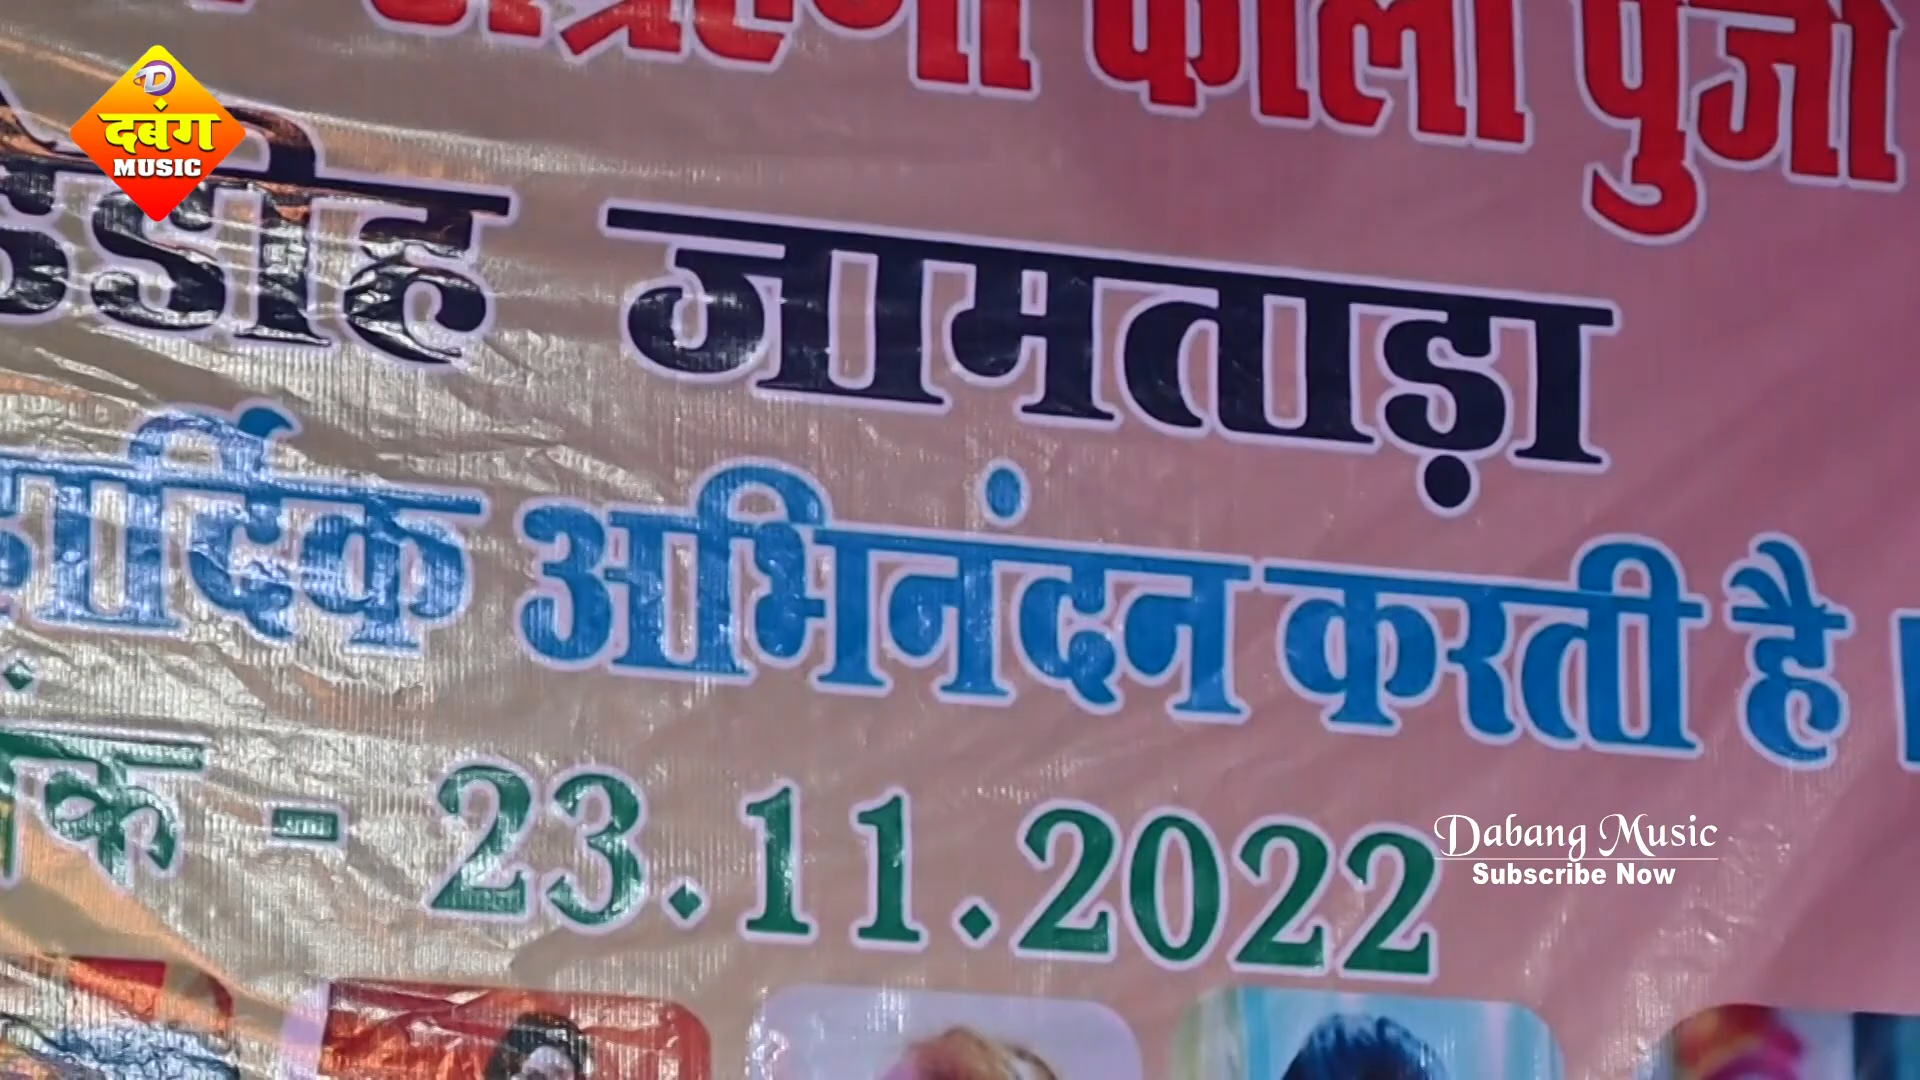 काली पुजा
जामताड़ा
हार्दिक अभिनंदन करती है ।
- 23.11.2022
D
दबंग
MUSIC
Dabang Music
Subscribe Now